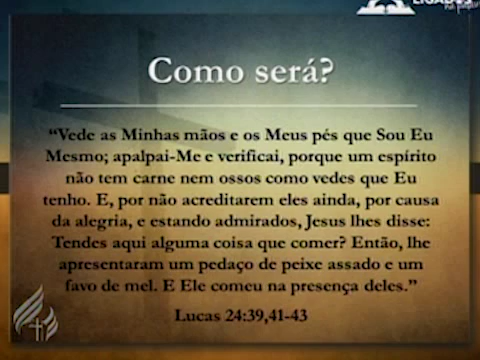 LIGADOS
Como será?
“Vede as Minhas mãos e os Meus pés que Sou Eu
Mesmo; apalpai-Me e verificai, porque um espírito
não tem carne nem ossos como vedes que Eu
tenho. E, por não acreditarem eles ainda, por causa
da alegria, e estando admirados, Jesus lhes disse:
Tendes aqui alguma coisa que comer? Então, lhe
apresentaram um pedaço de peixe assado e um
favo de mel. E Ele comeu na presença deles.”
Lucas 24:39,41-43